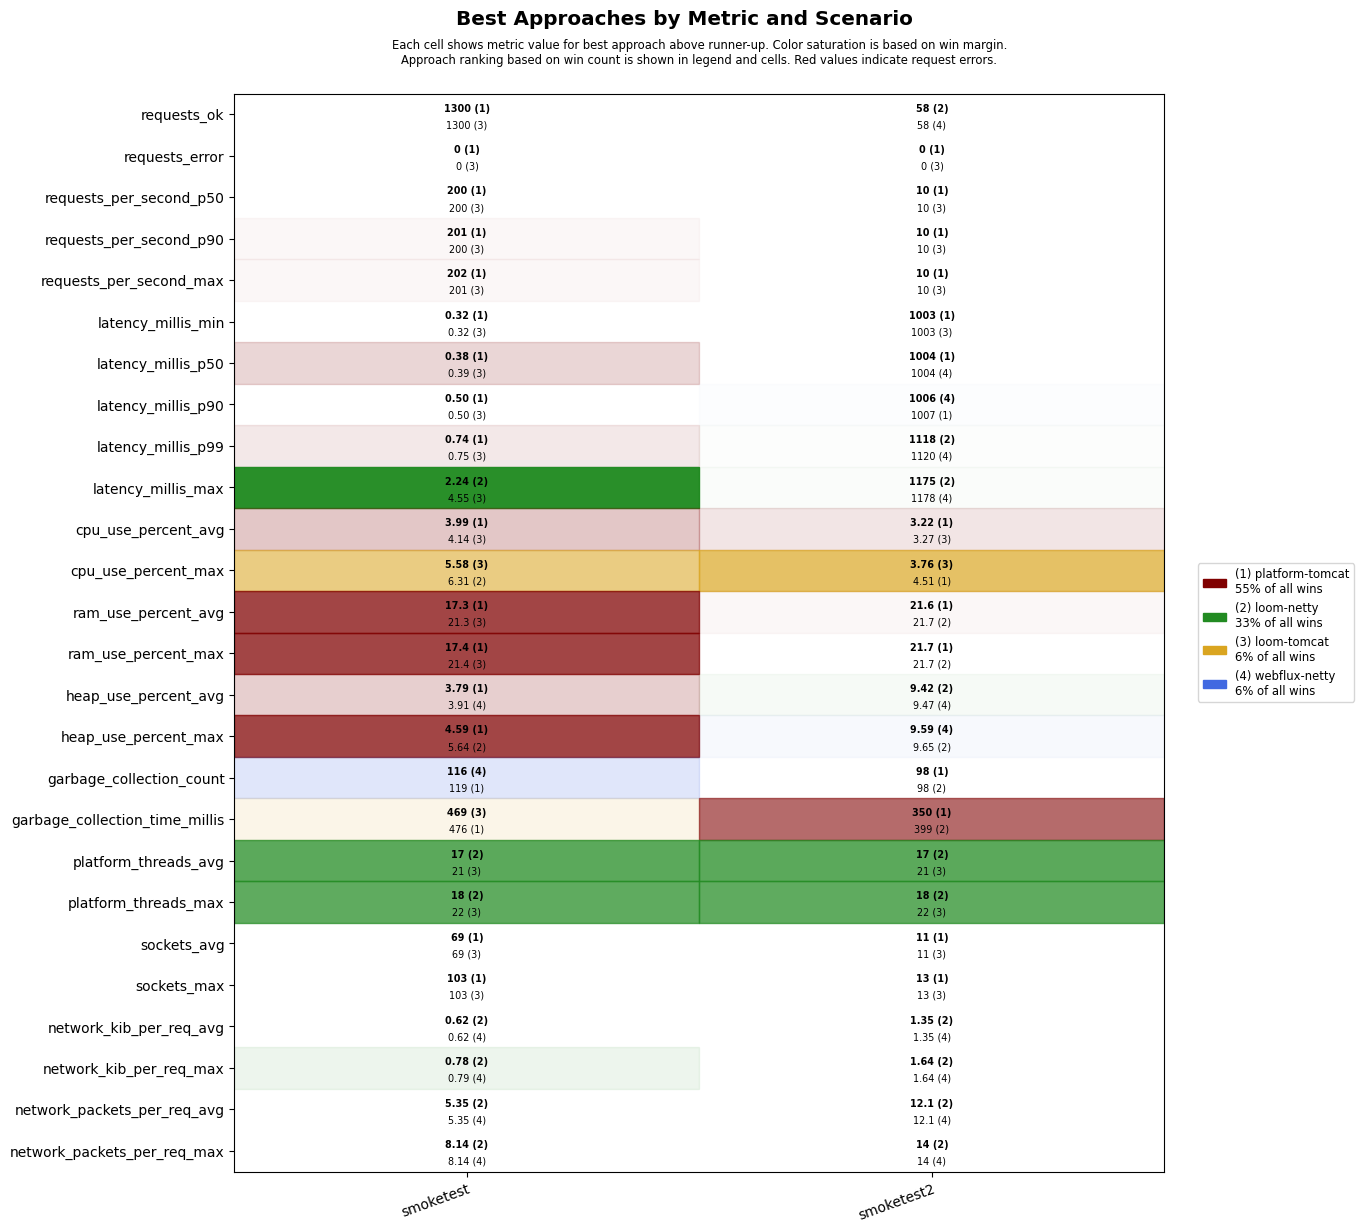 Best Approaches by Metric and Scenario
Each cell shows metric value for best approach above runner-up. Color saturation is based on win margin.
Approach ranking based on win count is shown in legend and cells. Red values indicate request errors.
requests_ok
1300 (1)
1300 (3)
58 (2)
58 (4)
requests_error
0 (1)
0 (3)
0 (1)
0 (3)
requests_per_second_p50
200 (1)
200 (3)
10 (1)
10 (3)
requests_per_second_p90
201 (1)
200 (3)
10 (1)
10 (3)
requests_per_second_max
202 (1)
201 (3)
10 (1)
10 (3)
latency_millis_min
0.32 (1)
0.32 (3)
1003 (1)
1003 (3)
latency_millis_p50
0.38 (1)
0.39 (3)
1004 (1)
1004 (4)
latency_millis_p90
0.50 (1)
0.50 (3)
1006 (4)
1007 (1)
latency_millis_p99
0.74 (1)
0.75 (3)
1118 (2)
1120 (4)
latency_millis_max
2.24 (2)
4.55 (3)
1175 (2)
1178 (4)
cpu_use_percent_avg
3.99 (1)
4.14 (3)
3.22 (1)
3.27 (3)
cpu_use_percent_max
5.58 (3)
6.31 (2)
3.76 (3)
4.51 (1)
ram_use_percent_avg
17.3 (1)
21.3 (3)
21.6 (1)
21.7 (2)
ram_use_percent_max
17.4 (1)
21.4 (3)
21.7 (1)
21.7 (2)
heap_use_percent_avg
3.79 (1)
3.91 (4)
9.42 (2)
9.47 (4)
heap_use_percent_max
4.59 (1)
5.64 (2)
9.59 (4)
9.65 (2)
garbage_collection_count
116 (4)
119 (1)
98 (1)
98 (2)
garbage_collection_time_millis
469 (3)
476 (1)
350 (1)
399 (2)
platform_threads_avg
17 (2)
21 (3)
17 (2)
21 (3)
platform_threads_max
18 (2)
22 (3)
18 (2)
22 (3)
sockets_avg
69 (1)
69 (3)
11 (1)
11 (3)
sockets_max
103 (1)
103 (3)
13 (1)
13 (3)
network_kib_per_req_avg
0.62 (2)
0.62 (4)
1.35 (2)
1.35 (4)
network_kib_per_req_max
0.78 (2)
0.79 (4)
1.64 (2)
1.64 (4)
network_packets_per_req_avg
5.35 (2)
5.35 (4)
12.1 (2)
12.1 (4)
network_packets_per_req_max
8.14 (2)
8.14 (4)
14 (2)
14 (4)
smoketest
smoketest2
(1) platform-tomcat
55% of all wins
(2) loom-netty
33% of all wins
(3) loom-tomcat
6% of all wins
(4) webflux-netty
6% of all wins